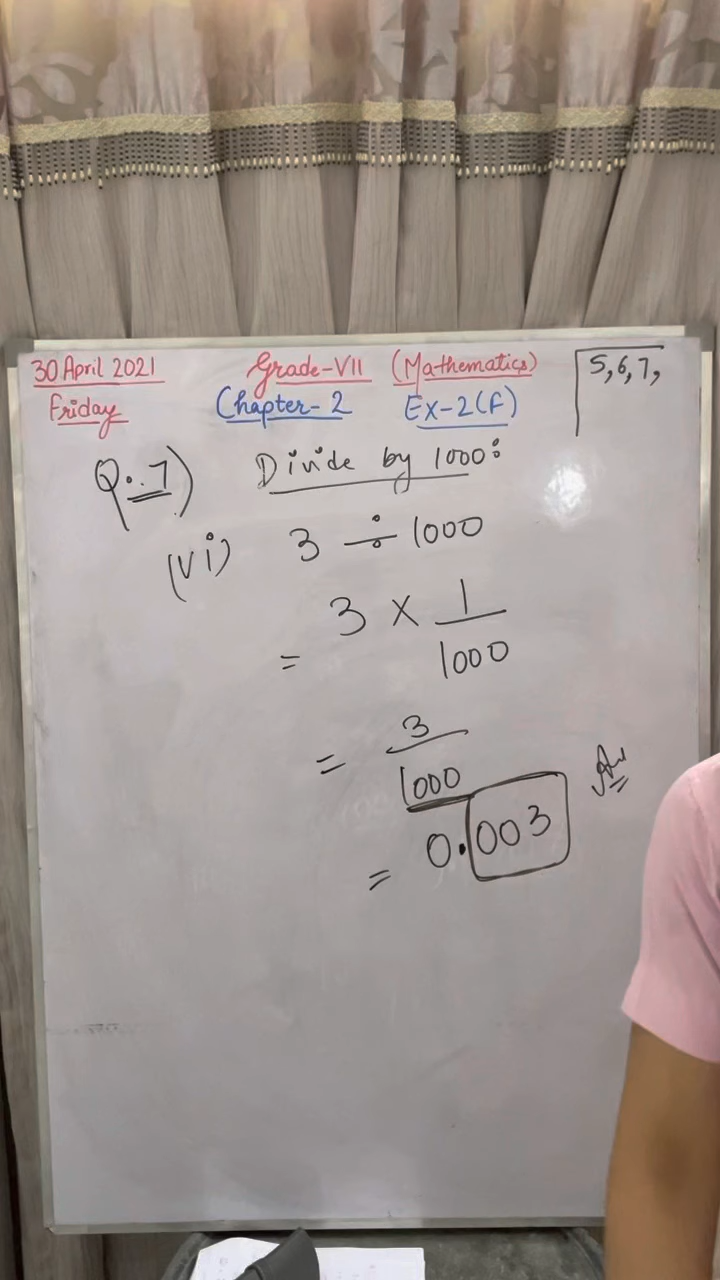 30 April 2021 Grade-VII (Mathematics) 5,6,7,
Friday Chapter-2 Ex-2(F)
Q.7) Divide by 1000:
(vi) 3 ÷ 1000
= 3 × 1/1000
= 3/1000
= 0.003 Ans